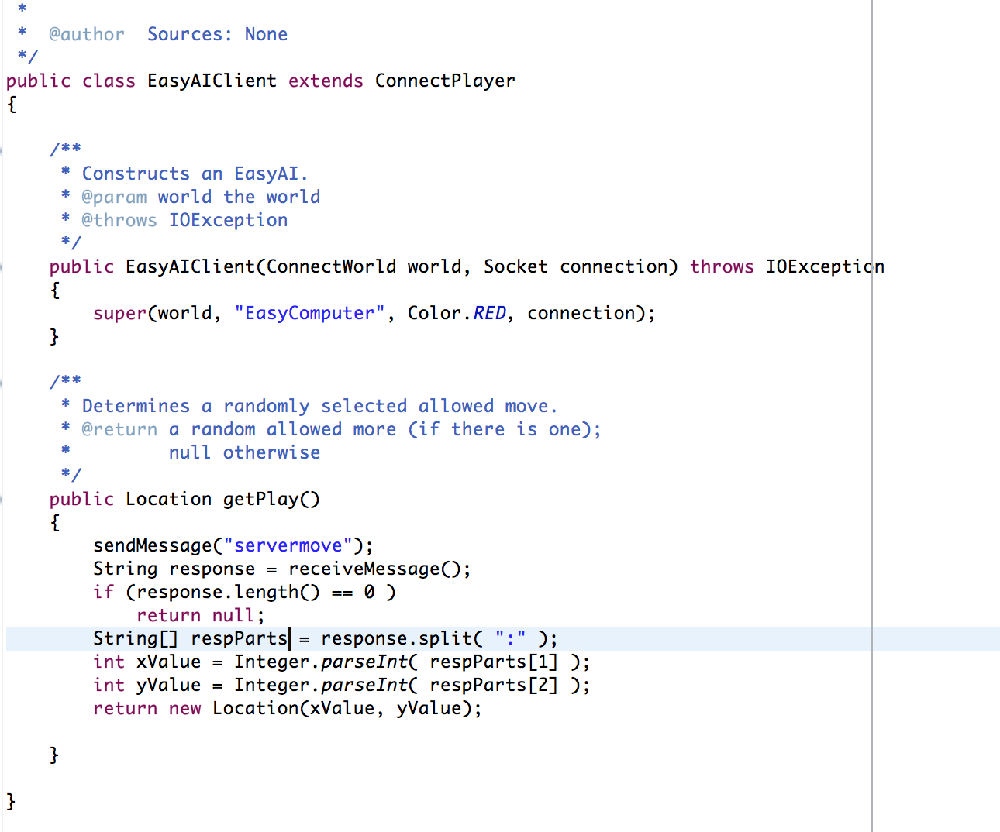 *
* @author Sources: None
*/
public class EasyAIClient extends ConnectPlayer
{
/**
* Constructs an EasyAI.
* @param world the world
* @throws IOException
*/
public EasyAIClient(ConnectWorld world, Socket connection) throws IOException
{
super(world, "EasyComputer", Color.RED, connection);
}
/**
* Determines a randomly selected allowed move.
* @return a random allowed more (if there is one);
* null otherwise
*/
public Location getPlay()
{
sendMessage("servermove");
String response = receiveMessage();
if (response.length() == 0 )
return null;
String[] respParts = response.split( ":" );
int xValue = Integer.parseInt( respParts[1] );
int yValue = Integer.parseInt( respParts[2] );
return new Location(xValue, yValue);
}
}